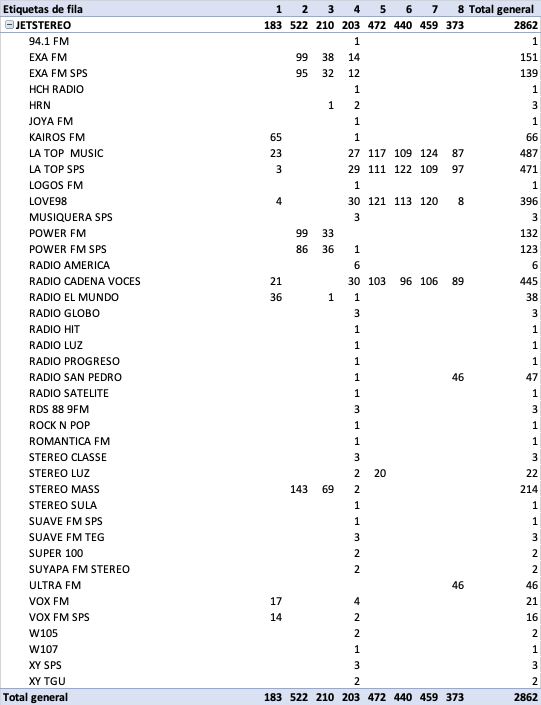 Etiquetas de fila 1 2 3 4 5 6 7 8 Total general
JETSTEREO 183 522 210 203 472 440 459 373 2862
94.1 FM 1 1
EXA FM 99 38 14 151
EXA FM SPS 95 32 12 139
HCH RADIO 1 1
HRN 1 2 3
JOYA FM 1 1
KAIROS FM 65 1 66
LA TOP MUSIC 23 27 117 109 124 87 487
LA TOP SPS 3 29 111 122 109 97 471
LOGOS FM 1 1
LOVE98 4 30 121 113 120 8 396
MUSIQUERA SPS 3 3
POWER FM 99 33 132
POWER FM SPS 86 36 1 123
RADIO AMERICA 6 6
RADIO CADENA VOCES 21 30 103 96 106 89 445
RADIO EL MUNDO 36 1 1 38
RADIO GLOBO 3 3
RADIO HIT 1 1
RADIO LUZ 1 1
RADIO PROGRESO 1 1
RADIO SAN PEDRO 1 46 47
RADIO SATELITE 1 1
RDS 88 9FM 3 3
ROCK N POP 1 1
ROMANTICA FM 1 1
STEREO CLASSE 3 3
STEREO LUZ 2 20 22
STEREO MASS 143 69 2 214
STEREO SULA 1 1
SUAVE FM SPS 1 1
SUAVE FM TEG 3 3
SUPER 100 2 2
SUYAPA FM STEREO 2 2
ULTRA FM 46 46
VOX FM 17 4 21
VOX FM SPS 14 2 16
W105 2 2
W107 1 1
XY SPS 3 3
XY TGU 2 2
Total general 183 522 210 203 472 440 459 373 2862